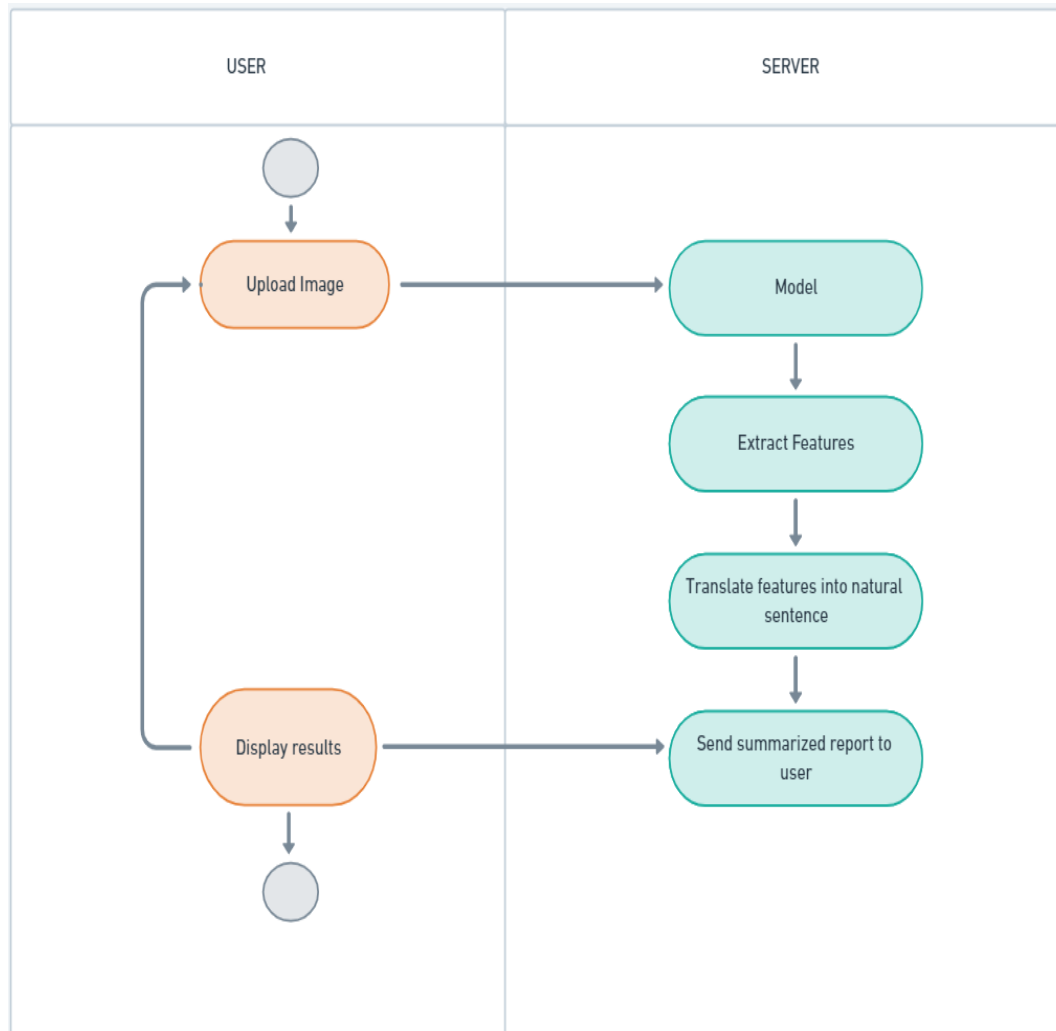 USER
SERVER
Upload Image
Model
Extract Features
Translate features into natural
sentence
Display results
Send summarized report to
user